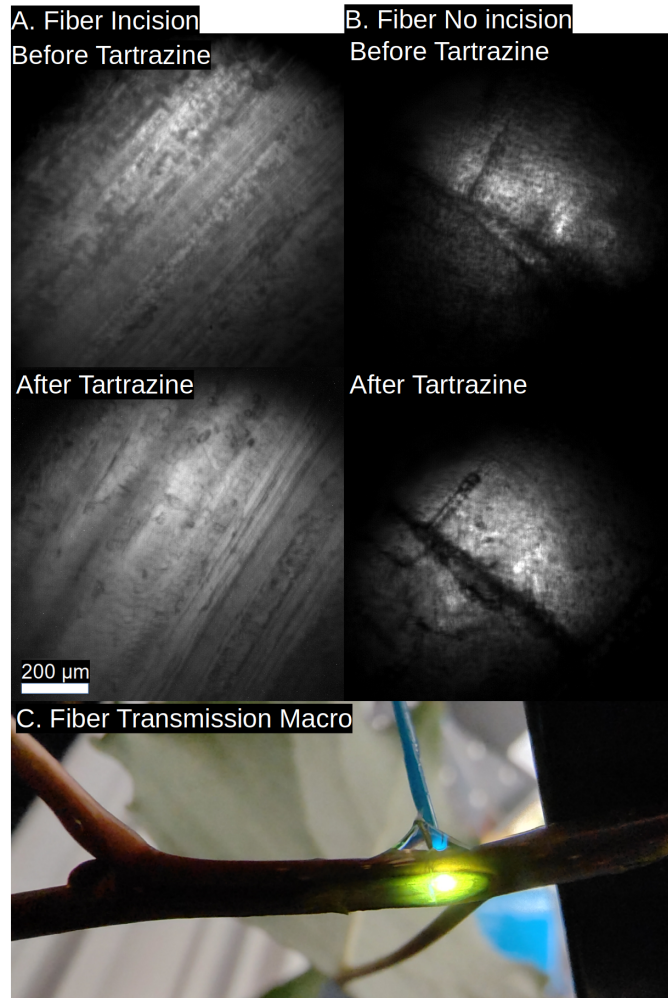 A. Fiber Incision
B. Fiber No incision
Before Tartrazine
Before Tartrazine
After Tartrazine
After Tartrazine
200 µm
C. Fiber Transmission Macro